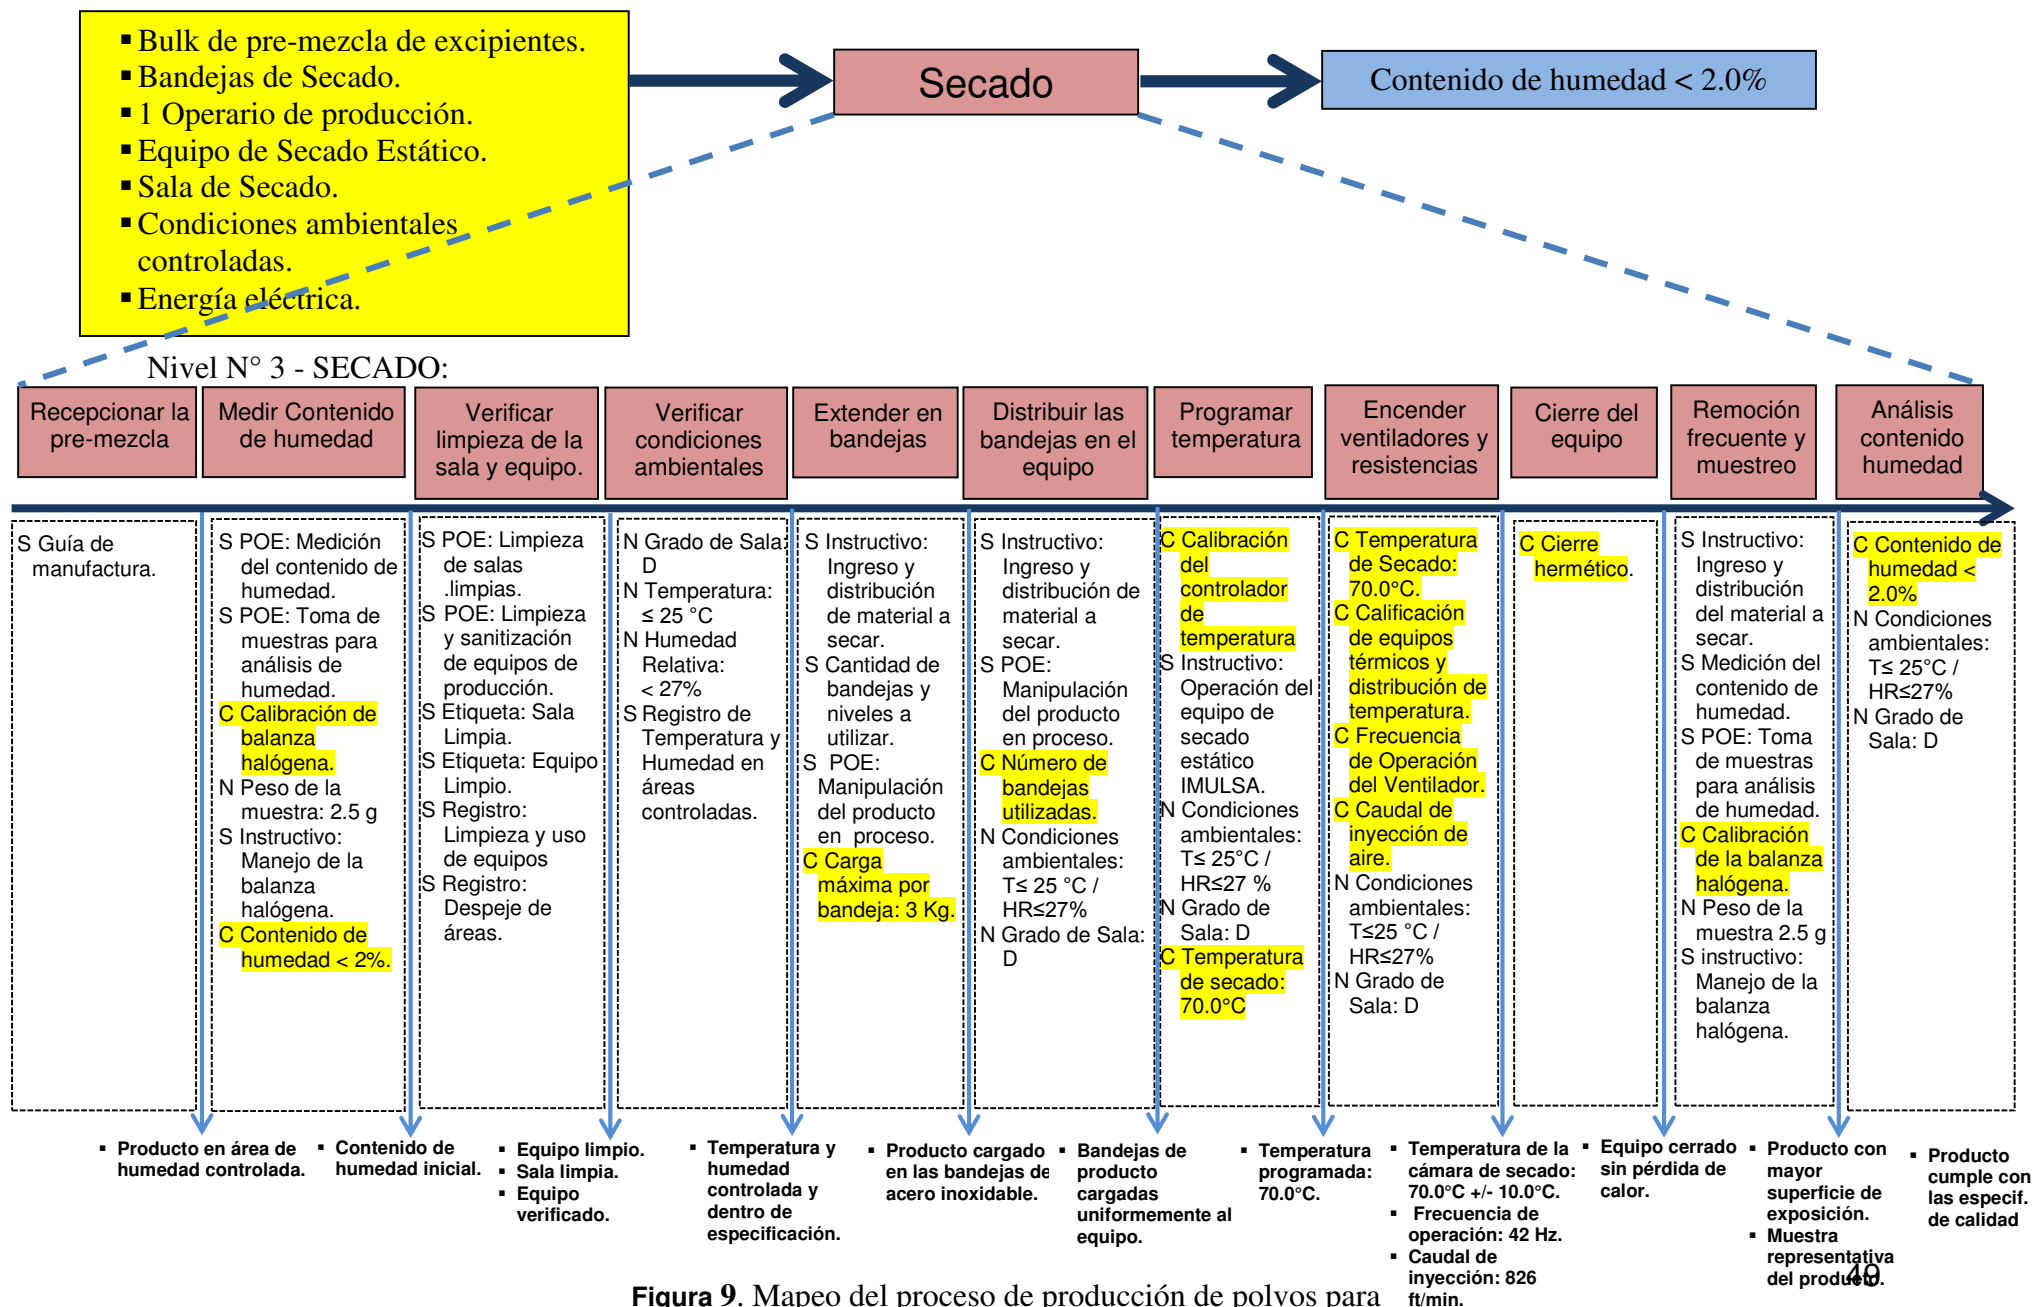 ▪ Bulk de pre-mezcla de excipientes.
▪ Bandejas de Secado.
▪ 1 Operario de producción.
▪ Equipo de Secado Estático.
▪ Sala de Secado.
▪ Condiciones ambientales
controladas.
▪ Energía eléctrica.
Secado
Contenido de humedad < 2.0%
Nivel N° 3 - SECADO:
Recepcionar la
pre-mezcla
Medir Contenido
de humedad
Verificar
limpieza de la
sala y equipo.
Verificar
condiciones
ambientales
Extender en
bandejas
Distribuir las
bandejas en el
equipo
Programar
temperatura
Encender
ventiladores y
resistencias
Cierre del
equipo
Remoción
frecuente y
muestreo
Análisis
contenido
humedad
S Guía de
manufactura.
S POE: Medición
del contenido de
humedad.
S POE: Toma de
muestras para
análisis de
humedad.
C Calibración de
balanza
halógena.
N Peso de la
muestra: 2.5 g
S Instructivo:
Manejo de la
balanza
halógena.
C Contenido de
humedad < 2%.
S POE: Limpieza
de salas
.limpias.
S POE: Limpieza
y sanitización
de equipos de
producción.
S Etiqueta: Sala
Limpia.
S Etiqueta: Equipo
Limpio.
S Registro:
Limpieza y uso
de equipos
S Registro:
Despeje de
áreas.
N Grado de Sala:
D
N Temperatura:
≤ 25 °C
N Humedad
Relativa:
< 27%
S Registro de
Temperatura y
Humedad en
áreas
controladas.
S Instructivo:
Ingreso y
distribución
de material a
secar.
S Cantidad de
bandejas y
niveles a
utilizar.
S POE:
Manipulación
del producto
en proceso.
C Carga
máxima por
bandeja: 3 Kg.
S Instructivo:
Ingreso y
distribución de
material a
secar.
S POE:
Manipulación
del producto
en proceso.
C Número de
bandejas
utilizadas.
N Condiciones
ambientales:
T≤ 25 °C /
HR≤27%
N Grado de Sala:
D
C Calibración
del
controlador
de
temperatura
S Instructivo:
Operación del
equipo de
secado
estático
IMULSA.
N Condiciones
ambientales:
T≤ 25°C /
HR≤27 %
N Grado de
Sala: D
C Temperatura
de secado:
70.0°C
C Temperatura
de Secado:
70.0°C.
C Calificación
de equipos
térmicos y
distribución de
temperatura.
C Frecuencia
de Operación
del Ventilador.
C Caudal de
inyección de
aire.
N Condiciones
ambientales:
T≤25 °C /
HR≤27%
N Grado de
Sala: D
C Cierre
hermético.
S Instructivo:
Ingreso y
distribución
del material a
secar.
S Medición del
contenido de
humedad.
S POE: Toma
de muestras
para análisis
de humedad.
C Calibración
de la balanza
halógena.
N Peso de la
muestra 2.5 g
S instructivo:
Manejo de la
balanza
halógena.
C Contenido de
humedad <
2.0%
N Condiciones
ambientales:
T≤ 25°C /
HR≤27%
N Grado de
Sala: D
▪ Producto en área de
humedad controlada.
▪ Contenido de
humedad inicial.
▪ Equipo limpio.
▪ Sala limpia.
▪ Equipo
verificado.
▪ Temperatura y
humedad
controlada y
dentro de
especificación.
▪ Producto cargado
en las bandejas de
acero inoxidable.
▪ Bandejas de
producto
cargadas
uniformemente al
equipo.
▪ Temperatura
programada:
70.0°C.
▪ Temperatura de la
cámara de secado:
70.0°C +/- 10.0°C.
▪ Frecuencia de
operación: 42 Hz.
▪ Caudal de
inyección: 826
ft/min.
▪ Equipo cerrado
sin pérdida de
calor.
▪ Producto con
mayor
superficie de
exposición.
▪ Muestra
representativa
del producto.
▪ Producto
cumple con
las especif.
de calidad
49
Figura 9. Mapeo del proceso de producción de polvos para